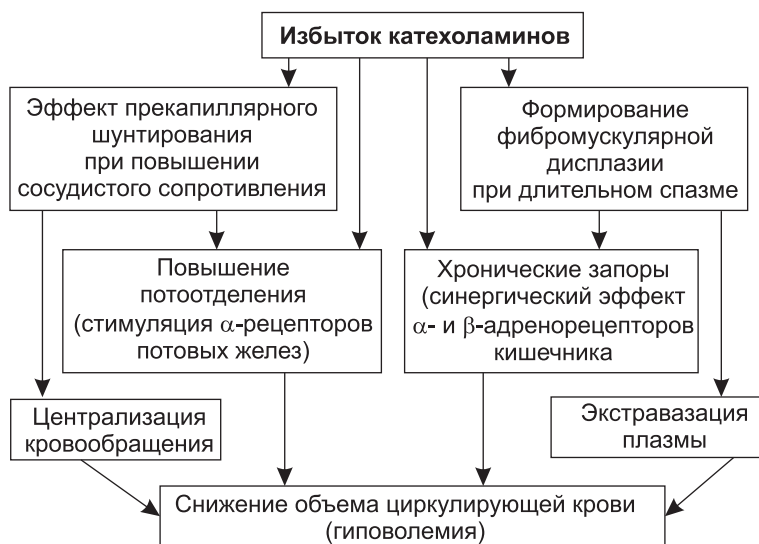 Избыток катехоламинов
Эффект прекапиллярного
шунтирования
при повышении
сосудистого сопротивления
Формирование
фибромускулярной
дисплазии
при длительном спазме
Повышение
потоотделения
(стимуляция α-рецепторов
потовых желез)
Хронические запоры
(синергический эффект
α- и β-адренорецепторов
кишечника
Централизация
кровообращения
Экстравазация
плазмы
Снижение объема циркулирующей крови
(гиповолемия)